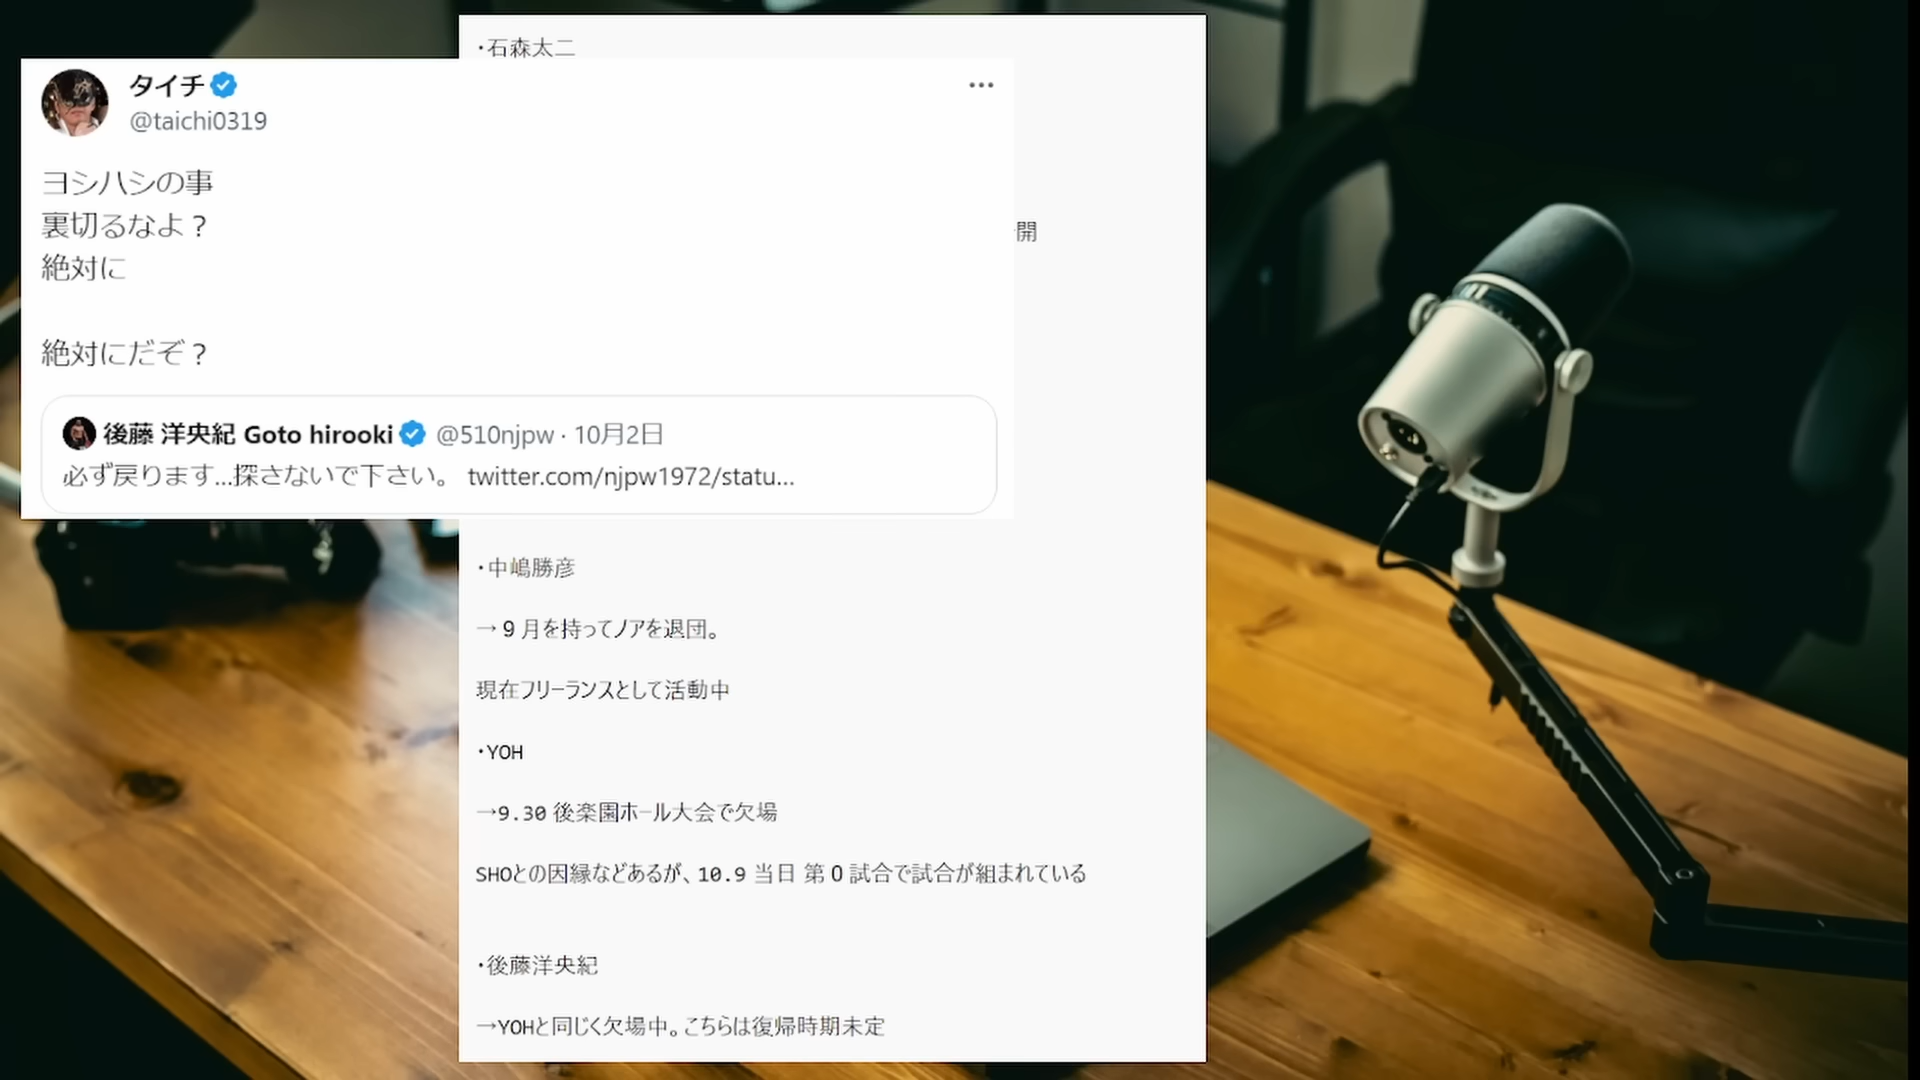 ・石森太二
タイチ
@taichi0319
ヨシハシの事
裏切るなよ？
絶対に
絶対にだぞ？
開
後藤 洋央紀 Goto hirooki @510njpw · 10月2日
必ず戻ります...探さないで下さい。 twitter.com/njpw1972/statu...
・中嶋勝彦
→９月を持ってノアを退団。
現在フリーランスとして活動中
・YOH
→9.30 後楽園ホール大会で欠場
SHOとの因縁などあるが、10.9 当日 第０試合で試合が組まれている
・後藤洋央紀
→YOHと同じく欠場中。こちらは復帰時期未定